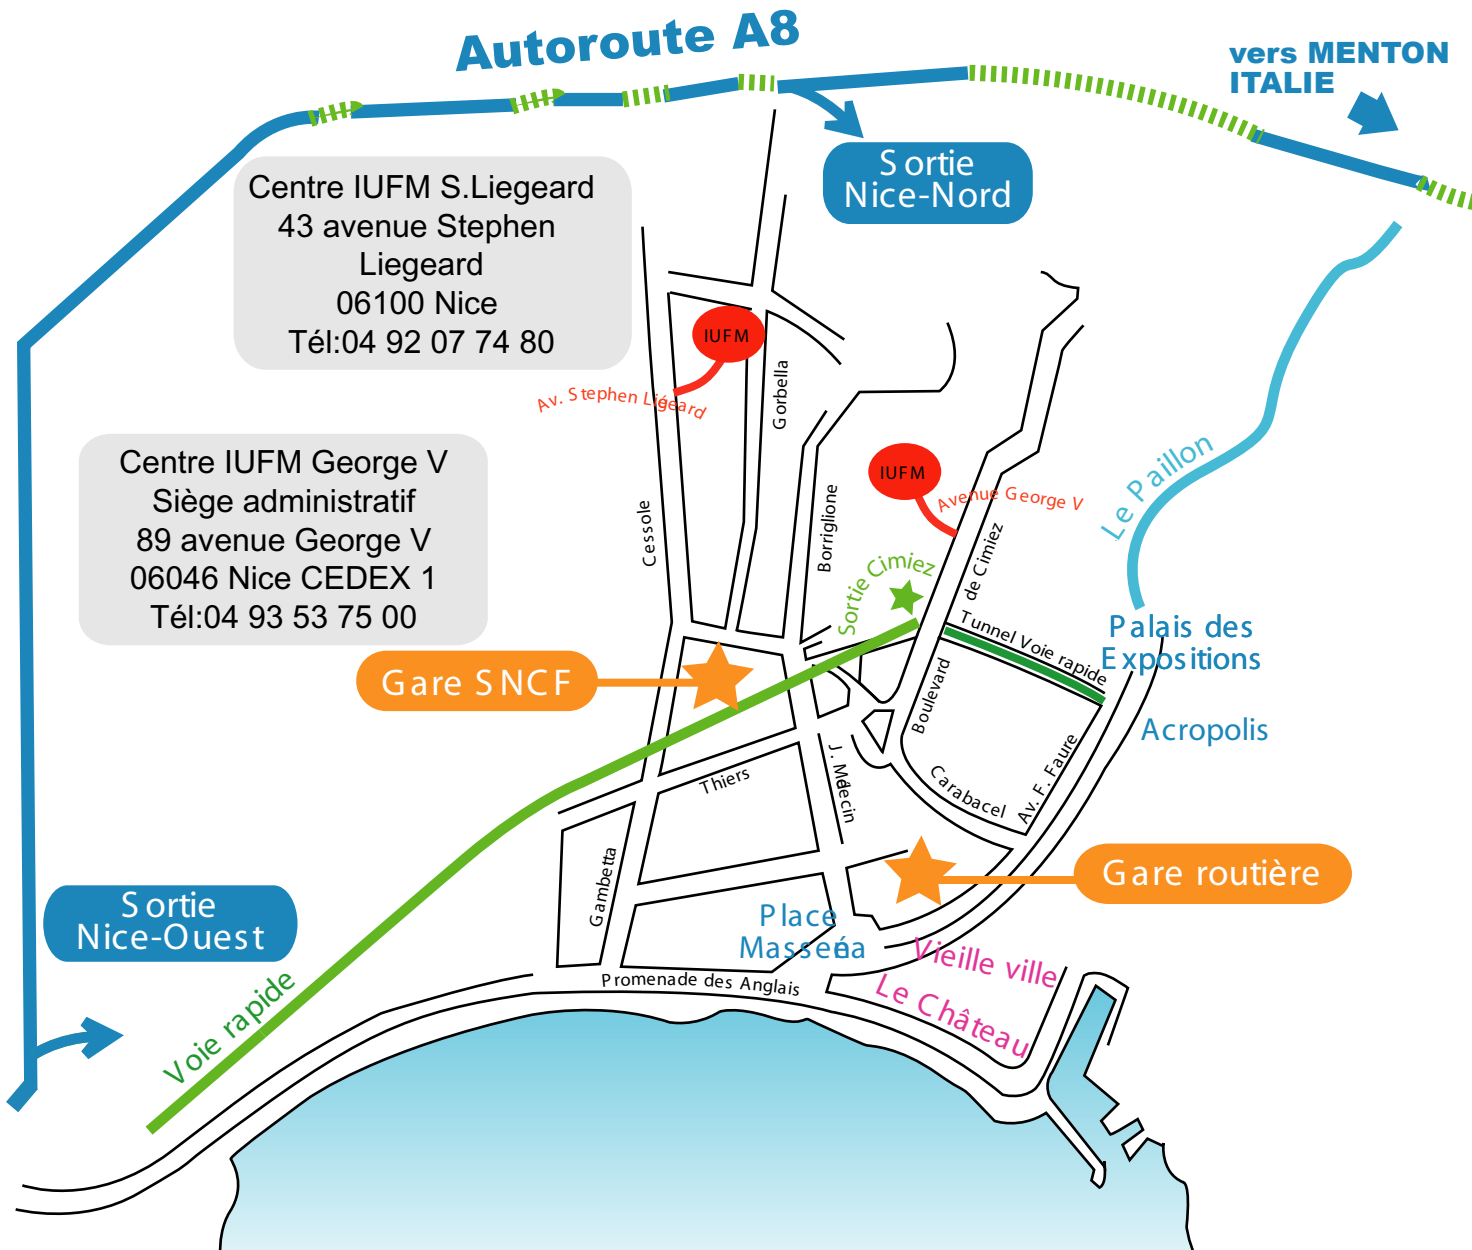 Autoroute A8
vers MENTON
ITALIE
Sortie
Nice-Nord
Centre IUFM S.Liegeard
43 avenue Stephen
Liegeard
06100 Nice
Tél:04 92 07 74 80
IUFM
Av. Stephen Liégeard
Gorbella
Centre IUFM George V
Siège administratif
89 avenue George V
06046 Nice CEDEX 1
Tél:04 93 53 75 00
IUFM
Avenue George V
Le Paillon
Cessole
Borriglione
de Cimiez
Sortie Cimiez
Tunnel Voie rapide
Palais des
Expositions
Gare SNCF
Boulevard
Acropolis
J. Médecin
Thiers
Carabacel
Av. F. Faure
Gare routière
Gambetta
Sortie
Nice-Ouest
Place
Masséna
Vieille ville
Le Château
Promenade des Anglais
Voie rapide